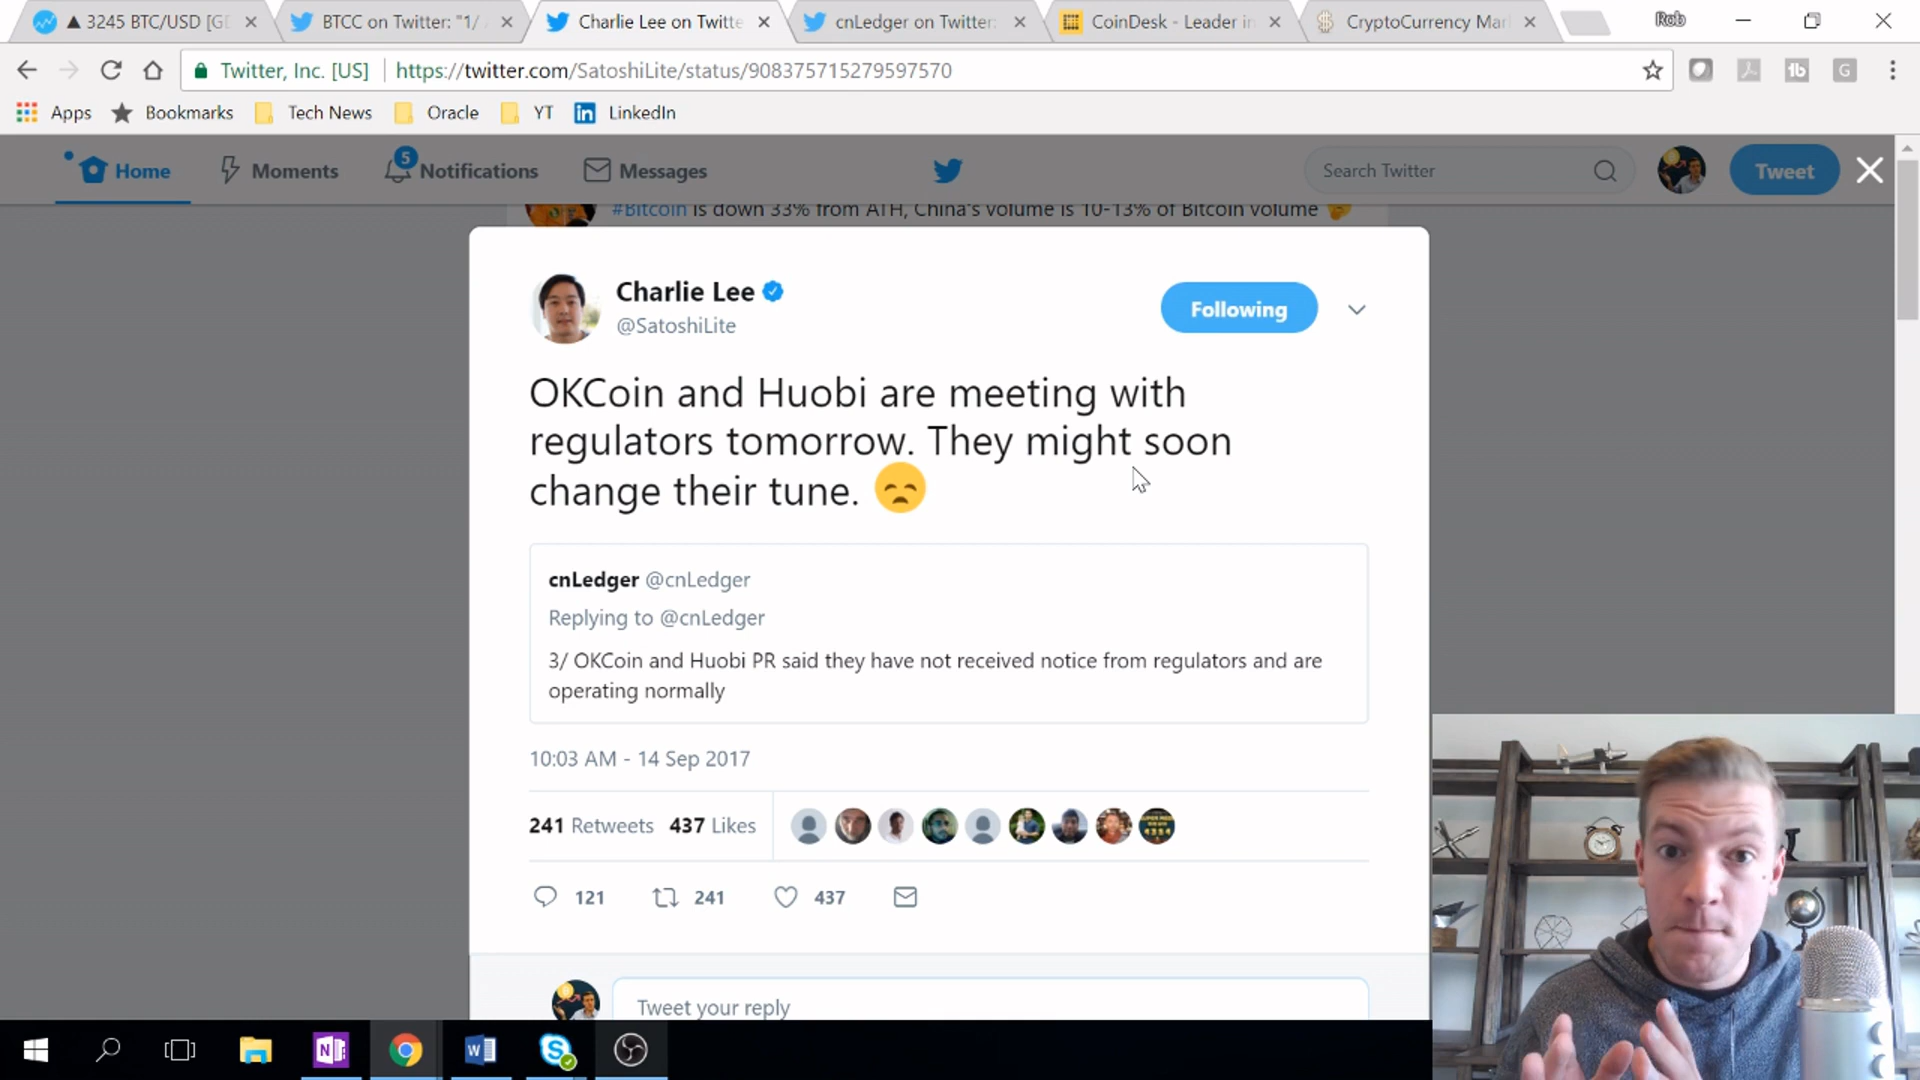 ▲ 3245 BTC/USD [GD
BTCC on Twitter: "1/
Charlie Lee on Twitte
cnLedger on Twitter:
CoinDesk - Leader in
CryptoCurrency Mar
Rob
Twitter, Inc. [US]
https://twitter.com/SatoshiLite/status/908375715279597570
Apps
Bookmarks
Tech News
Oracle
YT
LinkedIn
Home
Moments
5
Notifications
Messages
Search Twitter
Tweet
#Bitcoin is down 33% from ATH, China's volume is 10-13% of Bitcoin volume
Charlie Lee
@SatoshiLite
Following
OKCoin and Huobi are meeting with
regulators tomorrow. They might soon
change their tune. 😞
cnLedger @cnLedger
Replying to @cnLedger
3/ OKCoin and Huobi PR said they have not received notice from regulators and are
operating normally
10:03 AM - 14 Sep 2017
241 Retweets 437 Likes
121
241
437
Tweet your reply